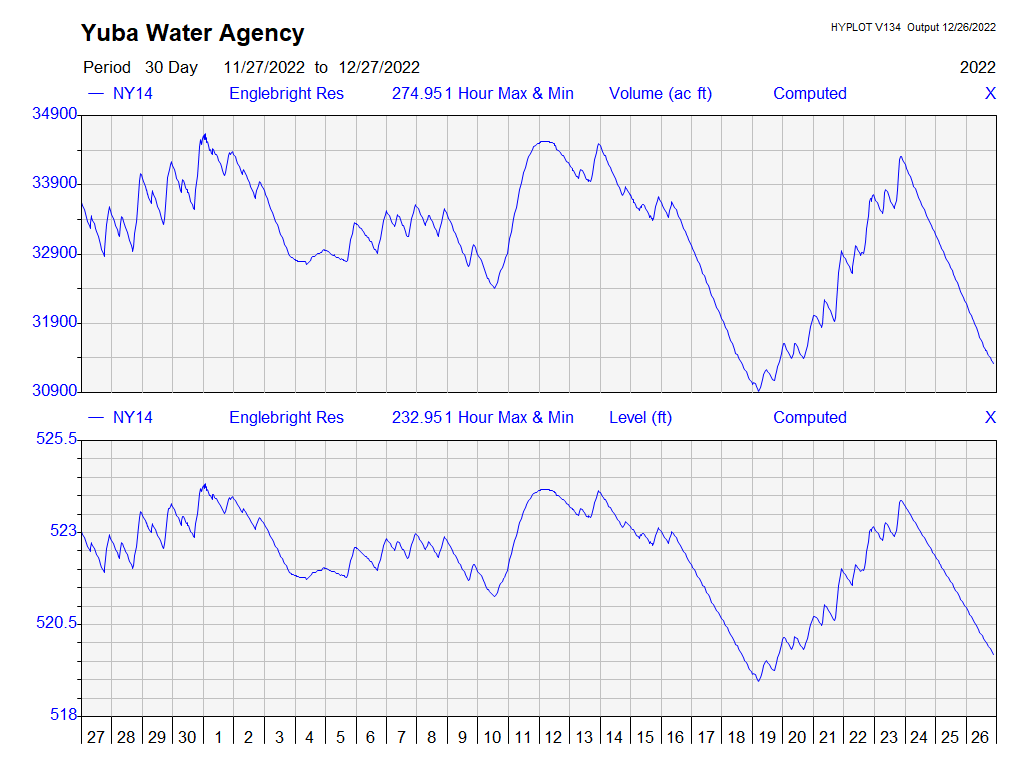 Yuba Water Agency
HYPLOT V134 Output 12/26/2022
Period 30 Day 11/27/2022 to 12/27/2022 2022
NY14 Englebright Res 274.951 Hour Max & Min Volume (ac ft) Computed X
34900
33900
32900
31900
30900
NY14 Englebright Res 232.951 Hour Max & Min Level (ft) Computed X
525.5
523
520.5
518
27 28 29 30 1 2 3 4 5 6 7 8 9 10 11 12 13 14 15 16 17 18 19 20 21 22 23 24 25 26